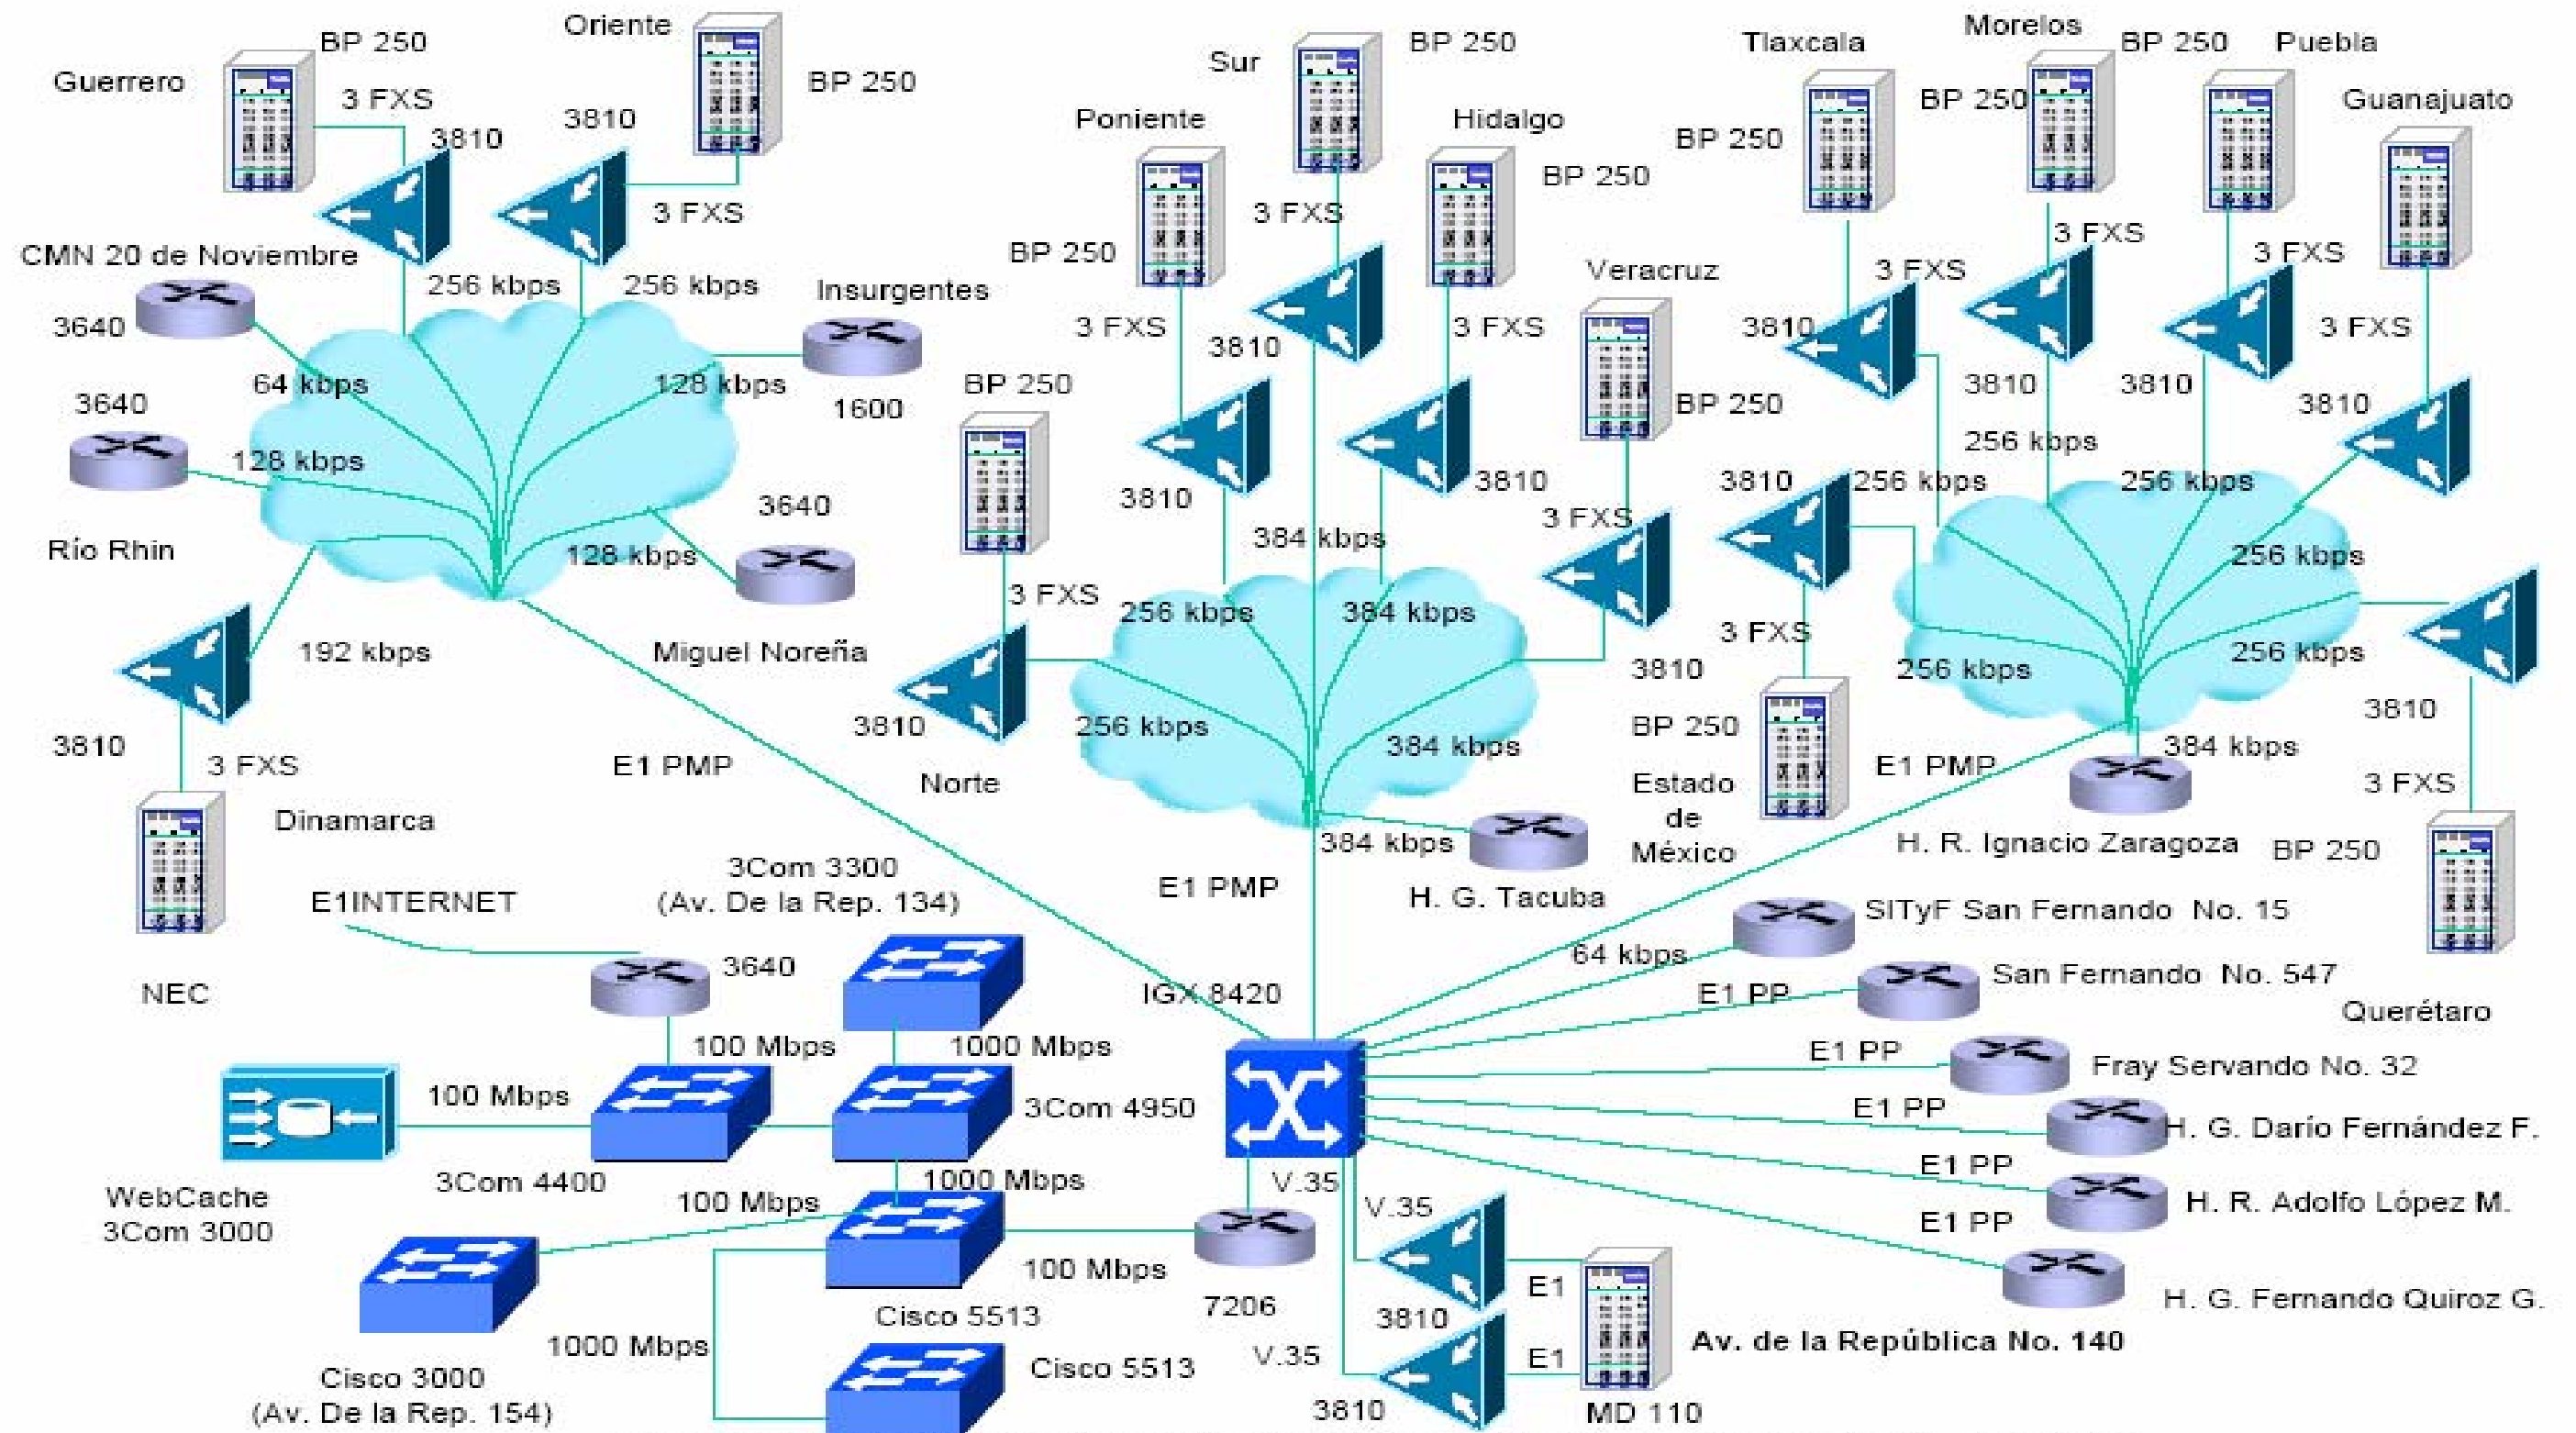 Oriente
BP 250
Guerrero
3 FXS
3810
3810
BP 250
3 FXS
CMN 20 de Noviembre
3640
256 kbps
256 kbps
Insurgentes
64 kbps
128 kbps
1600
3640
128 kbps
Río Rhin
3640
128 kbps
Miguel Noreña
192 kbps
3810
3 FXS
Dinamarca
NEC
E1 PMP
Sur
BP 250
Poniente
Hidalgo
BP 250
3 FXS
BP 250
3 FXS
3810
3 FXS
Veracruz
BP 250
BP 250
3810
3810
384 kbps
3 FXS
3 FXS
256 kbps
384 kbps
3810
3810
256 kbps
384 kbps
Norte
384 kbps
H. G. Tacuba
E1 PMP
Tlaxcala
Morelos
BP 250
Puebla
BP 250
Guanajuato
BP 250
3 FXS
3 FXS
3 FXS
3810
3 FXS
3810
3810
3810
256 kbps
3810
256 kbps
256 kbps
256 kbps
3 FXS
256 kbps
256 kbps
3810
BP 250
Estado
de
México
E1 PMP
384 kbps
3 FXS
H. R. Ignacio Zaragoza
BP 250
Querétaro
E1INTERNET
3Com 3300
(Av. De la Rep. 134)
3640
IGX 8420
100 Mbps
1000 Mbps
100 Mbps
3Com 4950
WebCache
3Com 3000
3Com 4400
100 Mbps
1000 Mbps
100 Mbps
Cisco 5513
7206
1000 Mbps
Cisco 5513
Cisco 3000
(Av. De la Rep. 154)
V.35
V.35
V.35
3810
3810
E1
E1
MD 110
Av. de la República No. 140
64 kbps
SITyF San Fernando No. 15
E1 PP
San Fernando No. 547
E1 PP
Fray Servando No. 32
E1 PP
H. G. Darío Fernández F.
E1 PP
H. R. Adolfo López M.
E1 PP
H. G. Fernando Quiroz G.